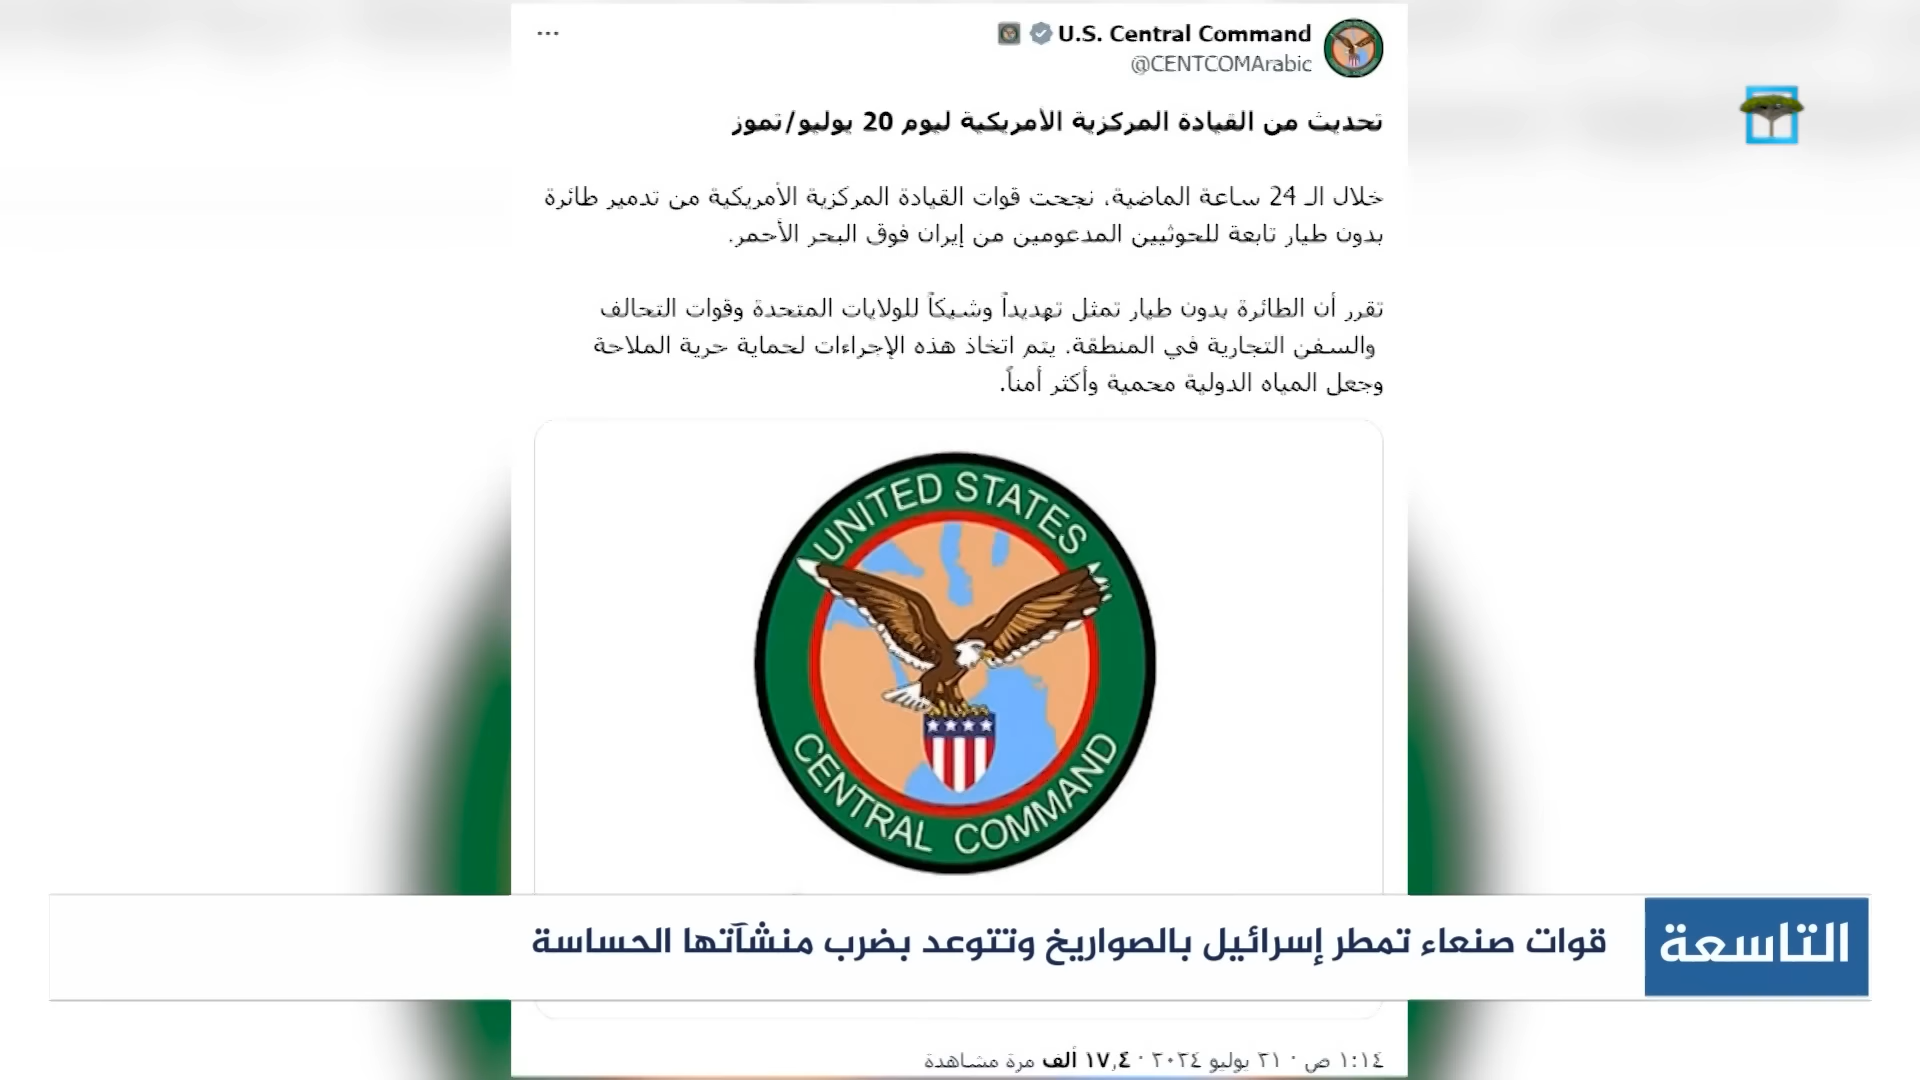 U.S. Central Command
@CENTCOMArabic
تحديث من القيادة المركزية الأمريكية ليوم 20 يوليو/تموز
خلال الـ 24 ساعة الماضية، نجحت قوات القيادة المركزية الأمريكية من تدمير طائرة
بدون طيار تابعة للحوثيين المدعومين من إيران فوق البحر الأحمر.
تقرر أن الطائرة بدون طيار تمثل تهديداً وشيكاً للولايات المتحدة وقوات التحالف
والسفن التجارية في المنطقة. يتم اتخاذ هذه الإجراءات لحماية حرية الملاحة
وجعل المياه الدولية محمية وأكثر أمناً.
UNITED STATES
CENTRAL COMMAND
التاسعة
قوات صنعاء تمطر إسرائيل بالصواريخ وتتوعد بضرب منشآتها الحساسة
١:١٤ ص · ٢١ يوليو ٢٠٢٤ · ١٧٫٤ ألف مرة مشاهدة